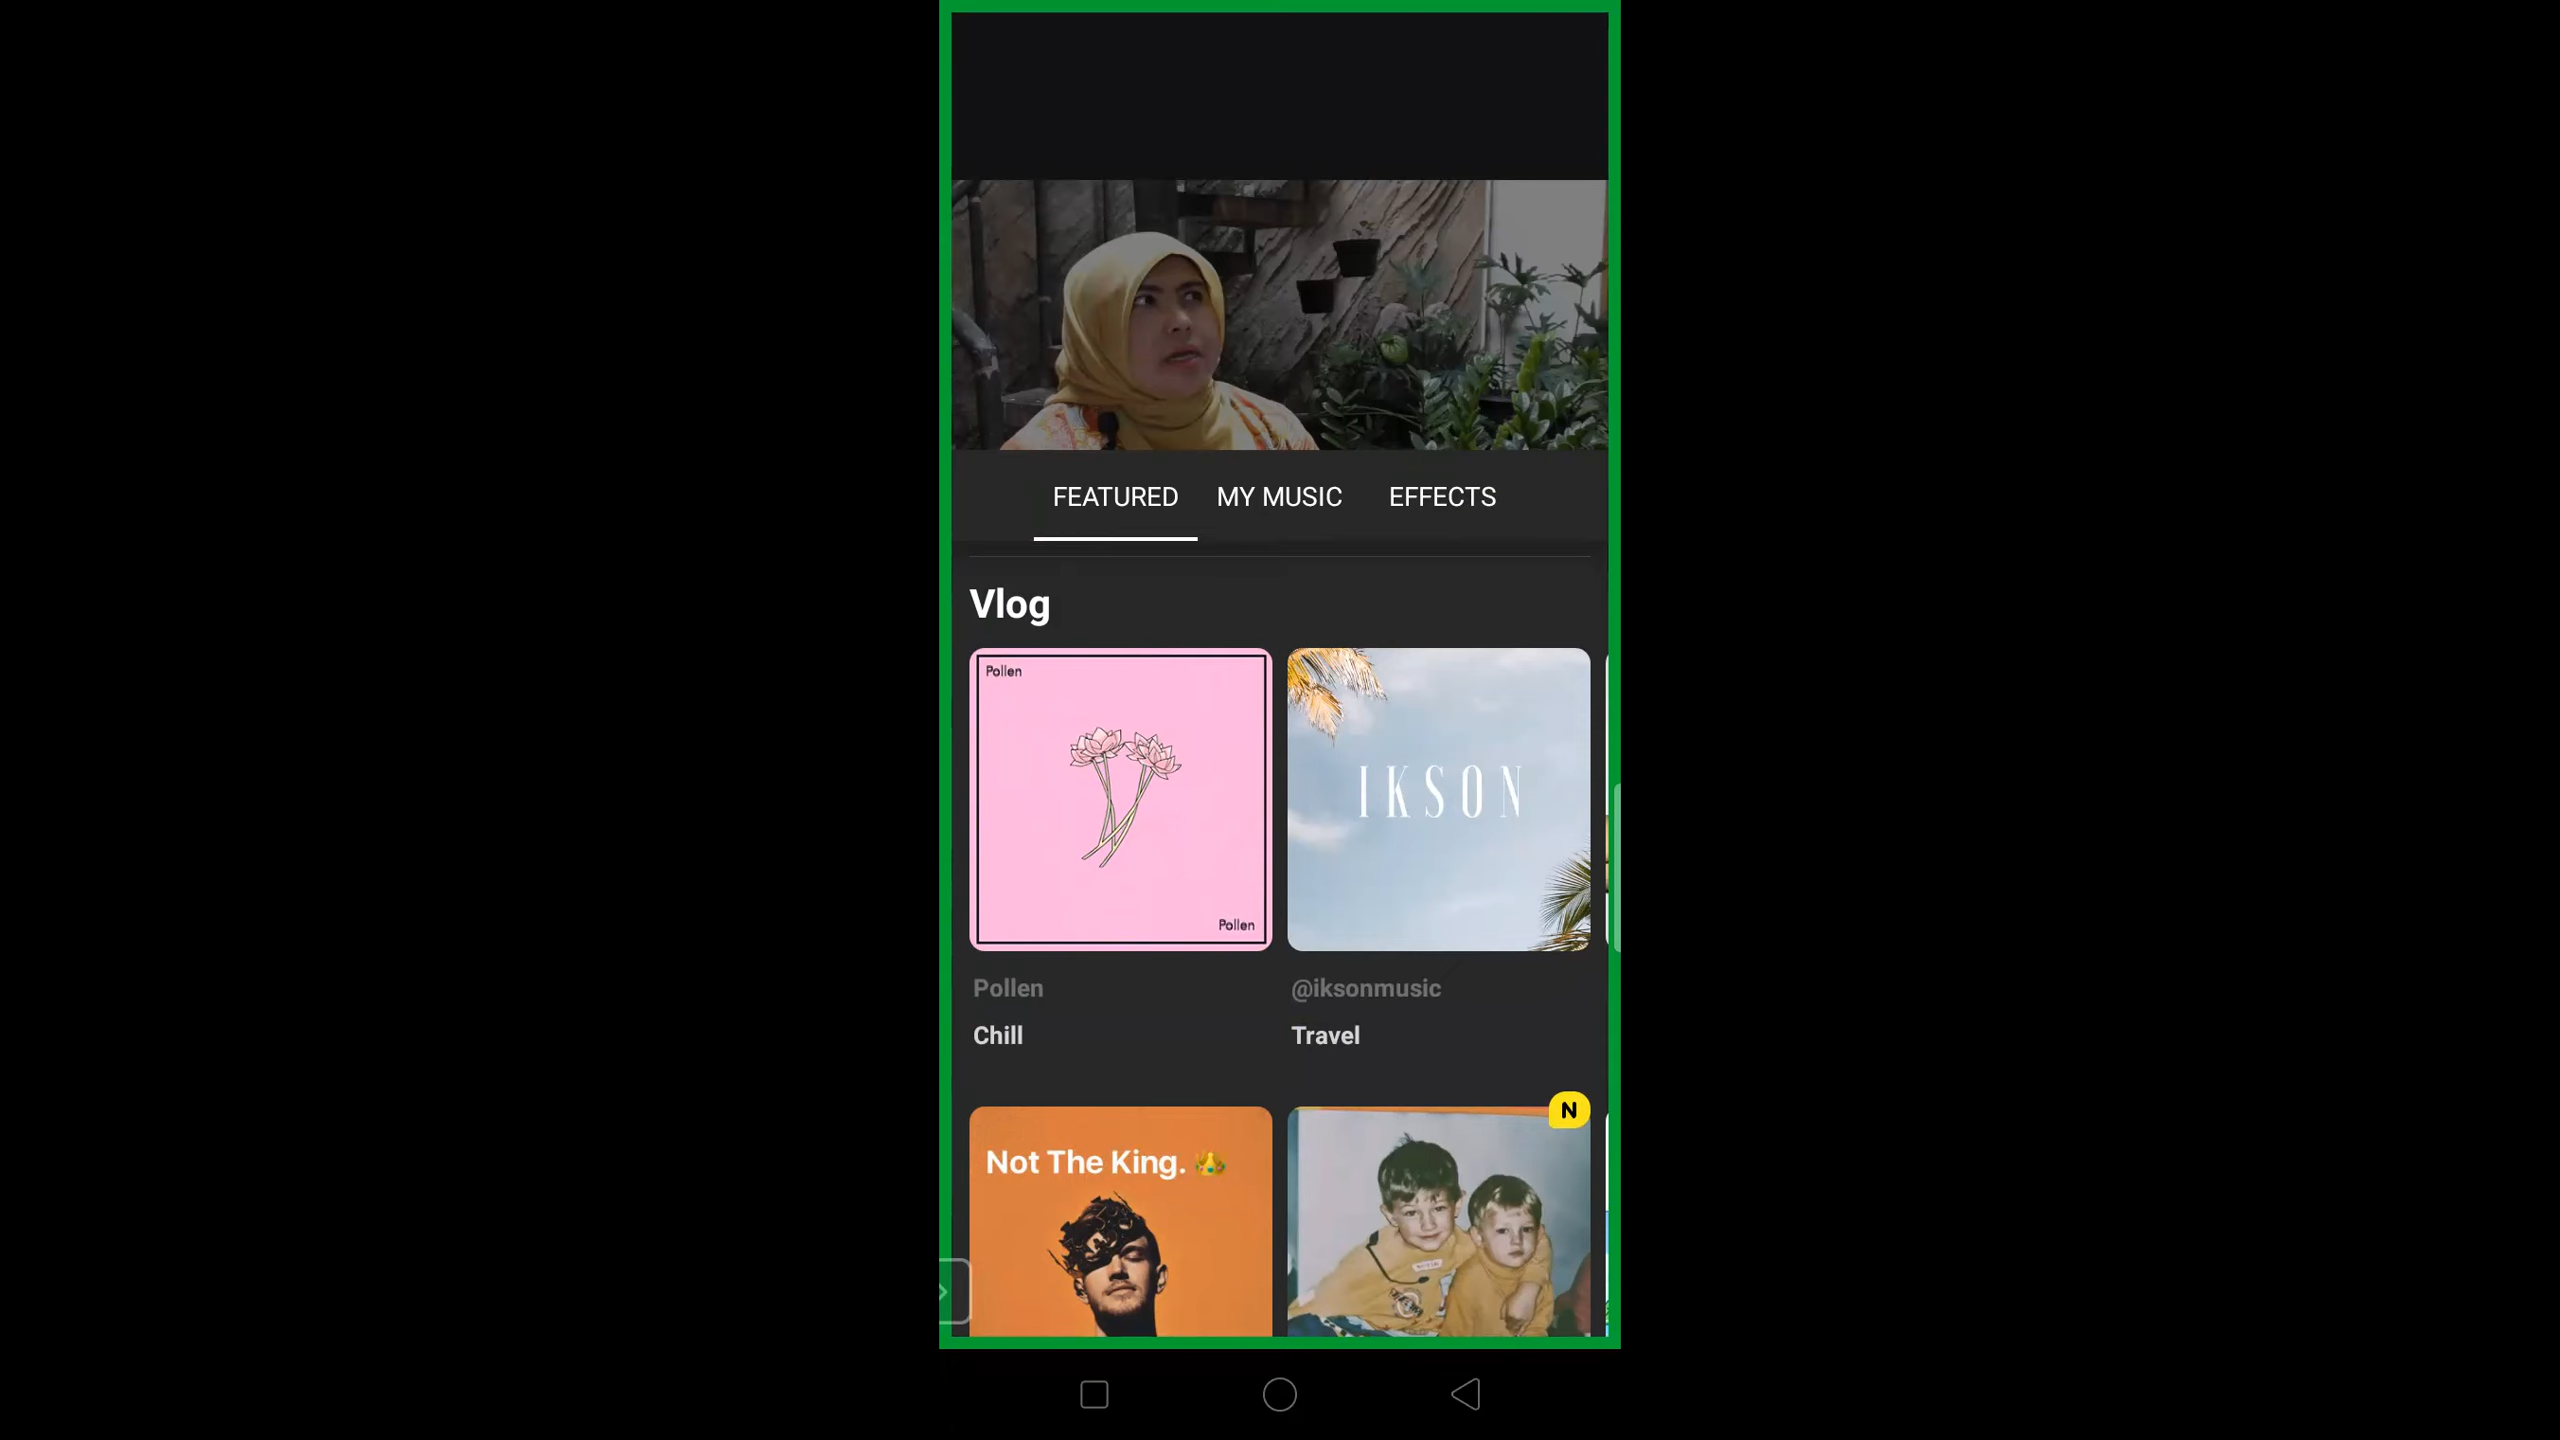 FEATURED MY MUSIC EFFECTS
Vlog
Pollen
Pollen
IKSON
Pollen
Chill
@iksonmusic
Travel
N
Not The King.